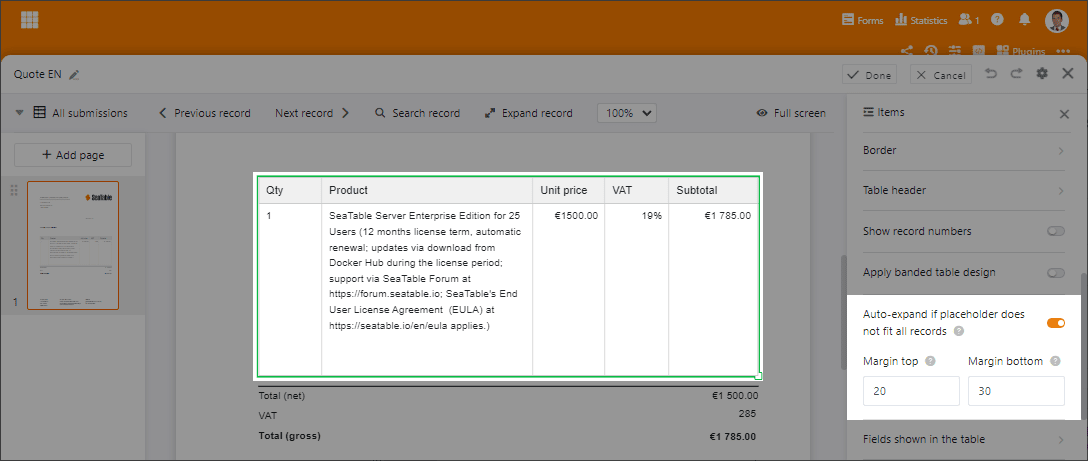 Forms
Statistics
1
Plugins
Quote EN
Done
Cancel
All submissions
Previous record
Next record
Search record
Expand record
100%
Full screen
Items
Add page
SeaTable
1
Qty Product Unit price VAT Subtotal
1 SeaTable Server Enterprise Edition for 25 €1500.00 19% €1 785.00
Users (12 months license term, automatic
renewal; updates via download from
Docker Hub during the license period;
support via SeaTable Forum at
https://forum.seatable.io; SeaTable's End
User License Agreement (EULA) at
https://seatable.io/en/eula applies.)
Total (net) €1 500.00
VAT 285
Total (gross) €1 785.00
Border
Table header
Show record numbers
Apply banded table design
Auto-expand if placeholder does
not fit all records
Margin top
Margin bottom
20
30
Fields shown in the table